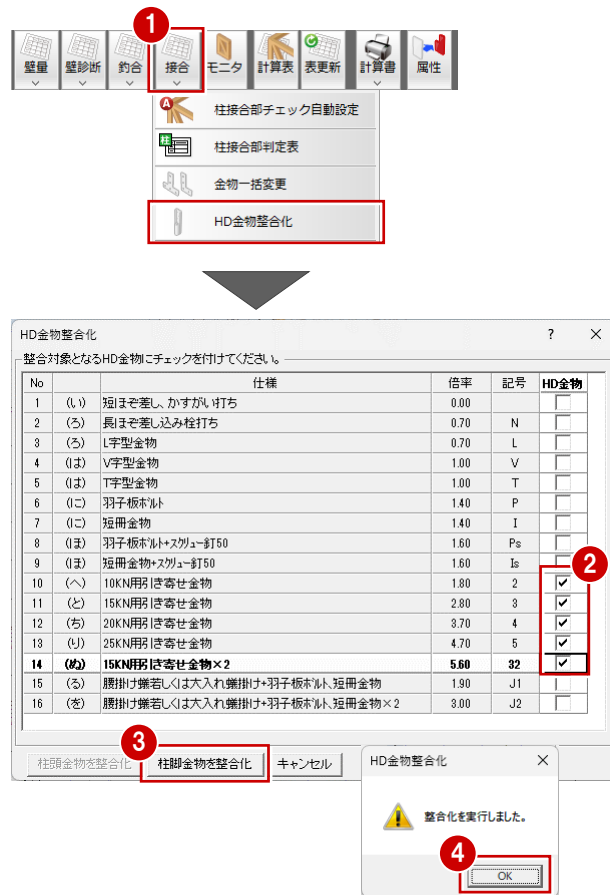 1
壁量 壁診断 釣合 接合 モニタ 計算表 表更新 計算書 属性
A 柱接合部チェック自動設定
柱 柱接合部判定表
金物一括変更
HD金物整合化
HD金物整合化 ? ×
整合対象となるHD金物にチェックを付けてください。
No 仕様 倍率 記号 HD金物
1 (い) 短ほぞ差し、かすがい打ち 0.00
2 (ろ) 長ほぞ差し込み栓打ち 0.70 N
3 (ろ) L字型金物 0.70 L
4 (は) V字型金物 1.00 V
5 (は) T字型金物 1.00 T
6 (に) 羽子板ボルト 1.40 P
7 (に) 短冊金物 1.40 I
8 (ほ) 羽子板ボルト+スクリュー釘50 1.60 Ps
9 (ほ) 短冊金物+スクリュー釘50 1.60 Is
2
10 (へ) 10KN用引き寄せ金物 1.80 2
11 (と) 15KN用引き寄せ金物 2.80 3
12 (ち) 20KN用引き寄せ金物 3.70 4
13 (り) 25KN用引き寄せ金物 4.70 5
14 (ぬ) 15KN用引き寄せ金物×2 5.60 32
15 (る) 腰掛け蟻若しくは大入れ蟻掛け+羽子板ボルト、短冊金物 1.90 J1
16 (を) 腰掛け蟻若しくは大入れ蟻掛け+羽子板ボルト、短冊金物×2 3.00 J2
3
柱頭金物を整合化 柱脚金物を整合化 キャンセル
HD金物整合化 ×
整合化を実行しました。
4
OK